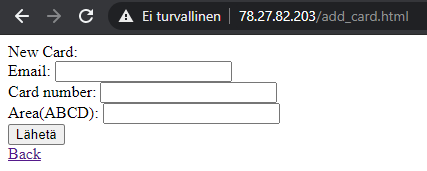 Ei turvallinen | 78.27.82.203/add_card.html
New Card:
Email:
Card number:
Area(ABCD):
Lähetä
Back